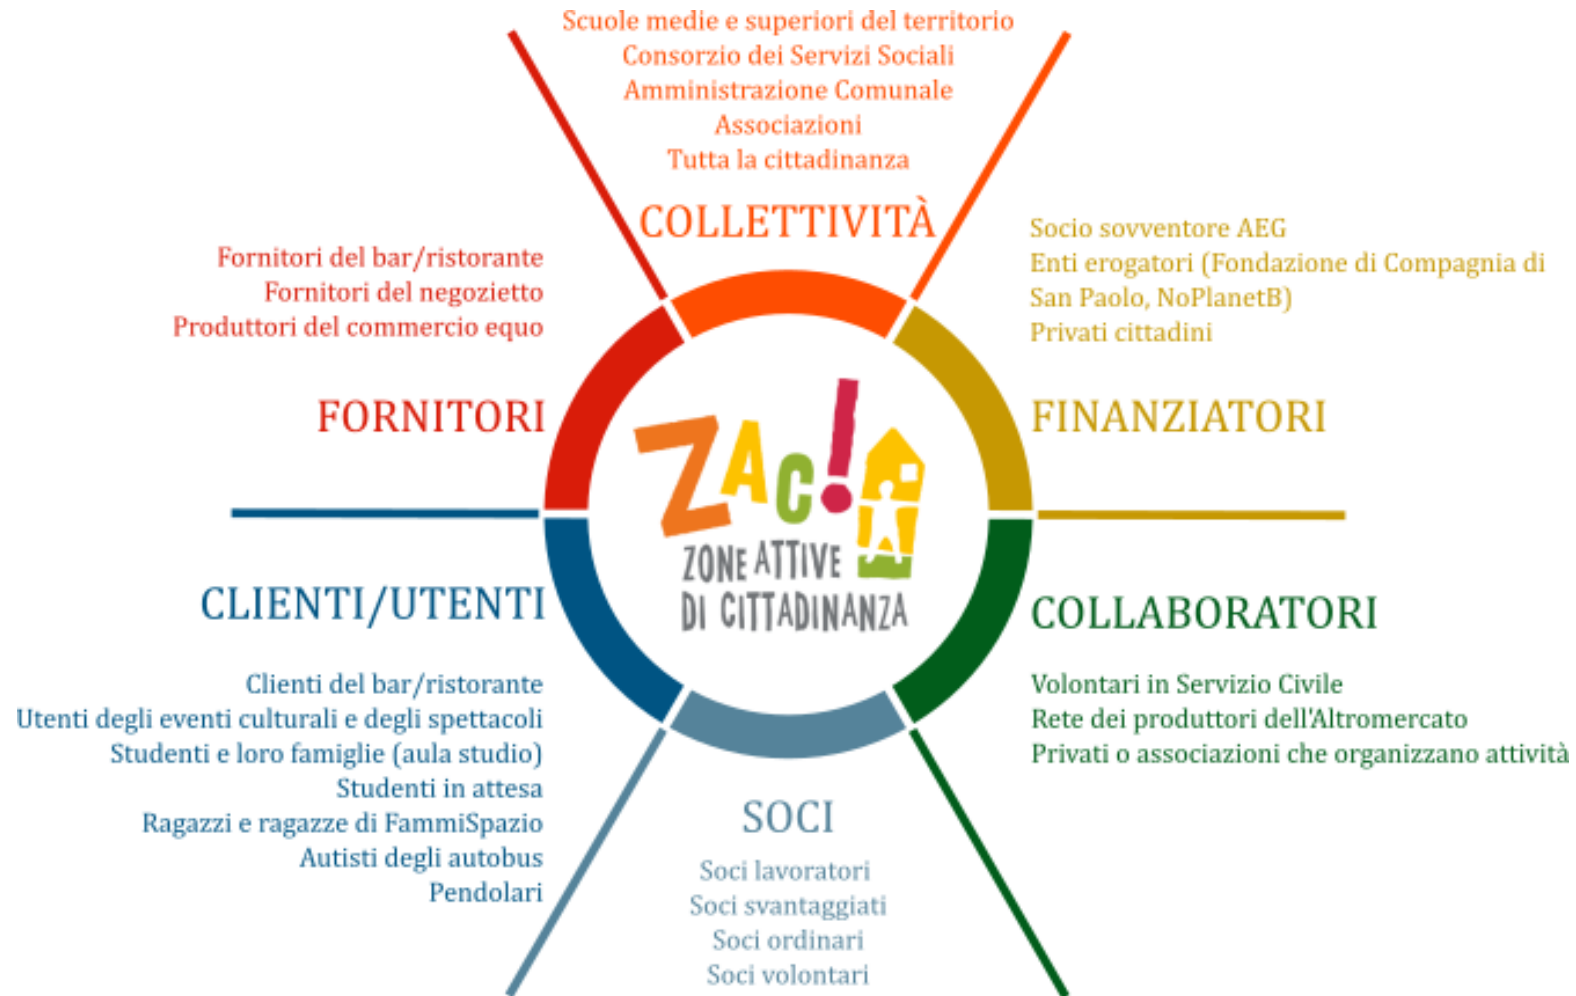 Scuole medie e superiori del territorio
Consorzio dei Servizi Sociali
Amministrazione Comunale
Associazioni
Tutta la cittadinanza
COLLETTIVITÀ
Fornitori del bar/ristorante
Fornitori del negozietto
Produttori del commercio equo
FORNITORI
Socio sovventore AEG
Enti erogatori (Fondazione di Compagnia di
San Paolo, NoPlanetB)
Privati cittadini
FINANZIATORI
ZAC!
ZONE ATTIVE
DI CITTADINANZA
CLIENTI/UTENTI
Clienti del bar/ristorante
Utenti degli eventi culturali e degli spettacoli
Studenti e loro famiglie (aula studio)
Studenti in attesa
Ragazzi e ragazze di FammiSpazio
Autisti degli autobus
Pendolari
COLLABORATORI
Volontari in Servizio Civile
Rete dei produttori dell'Altromercato
Privati o associazioni che organizzano attività
SOCI
Soci lavoratori
Soci svantaggiati
Soci ordinari
Soci volontari